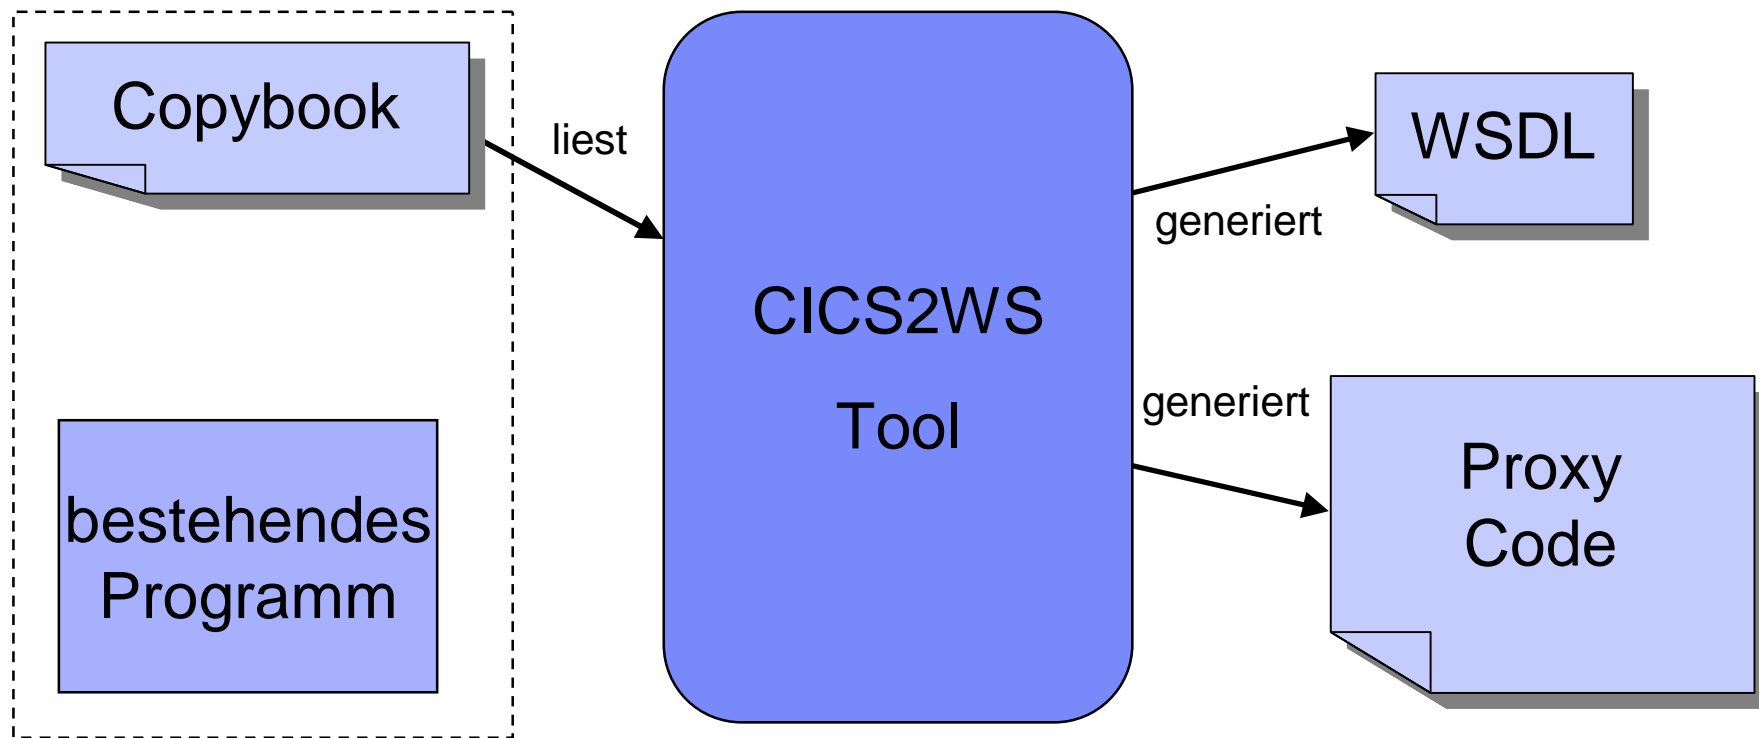 Copybook
liest
WSDL
generiert
CICS2WS
Tool
generiert
bestehendes
Programm
Proxy
Code